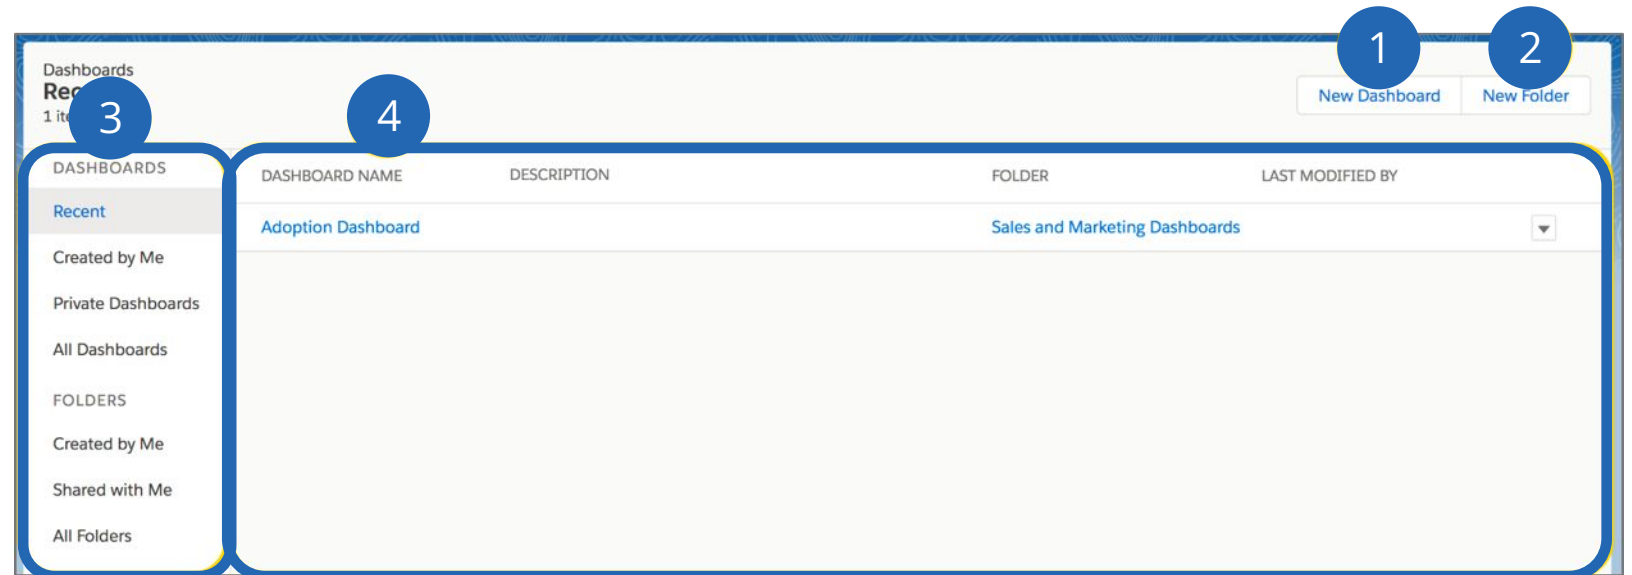 1
2
Dashboards
New Dashboard
New Folder
3
4
DASHBOARDS
Recent
Created by Me
Private Dashboards
All Dashboards
FOLDERS
Created by Me
Shared with Me
All Folders
DASHBOARD NAME DESCRIPTION FOLDER LAST MODIFIED BY
Adoption Dashboard Sales and Marketing Dashboards